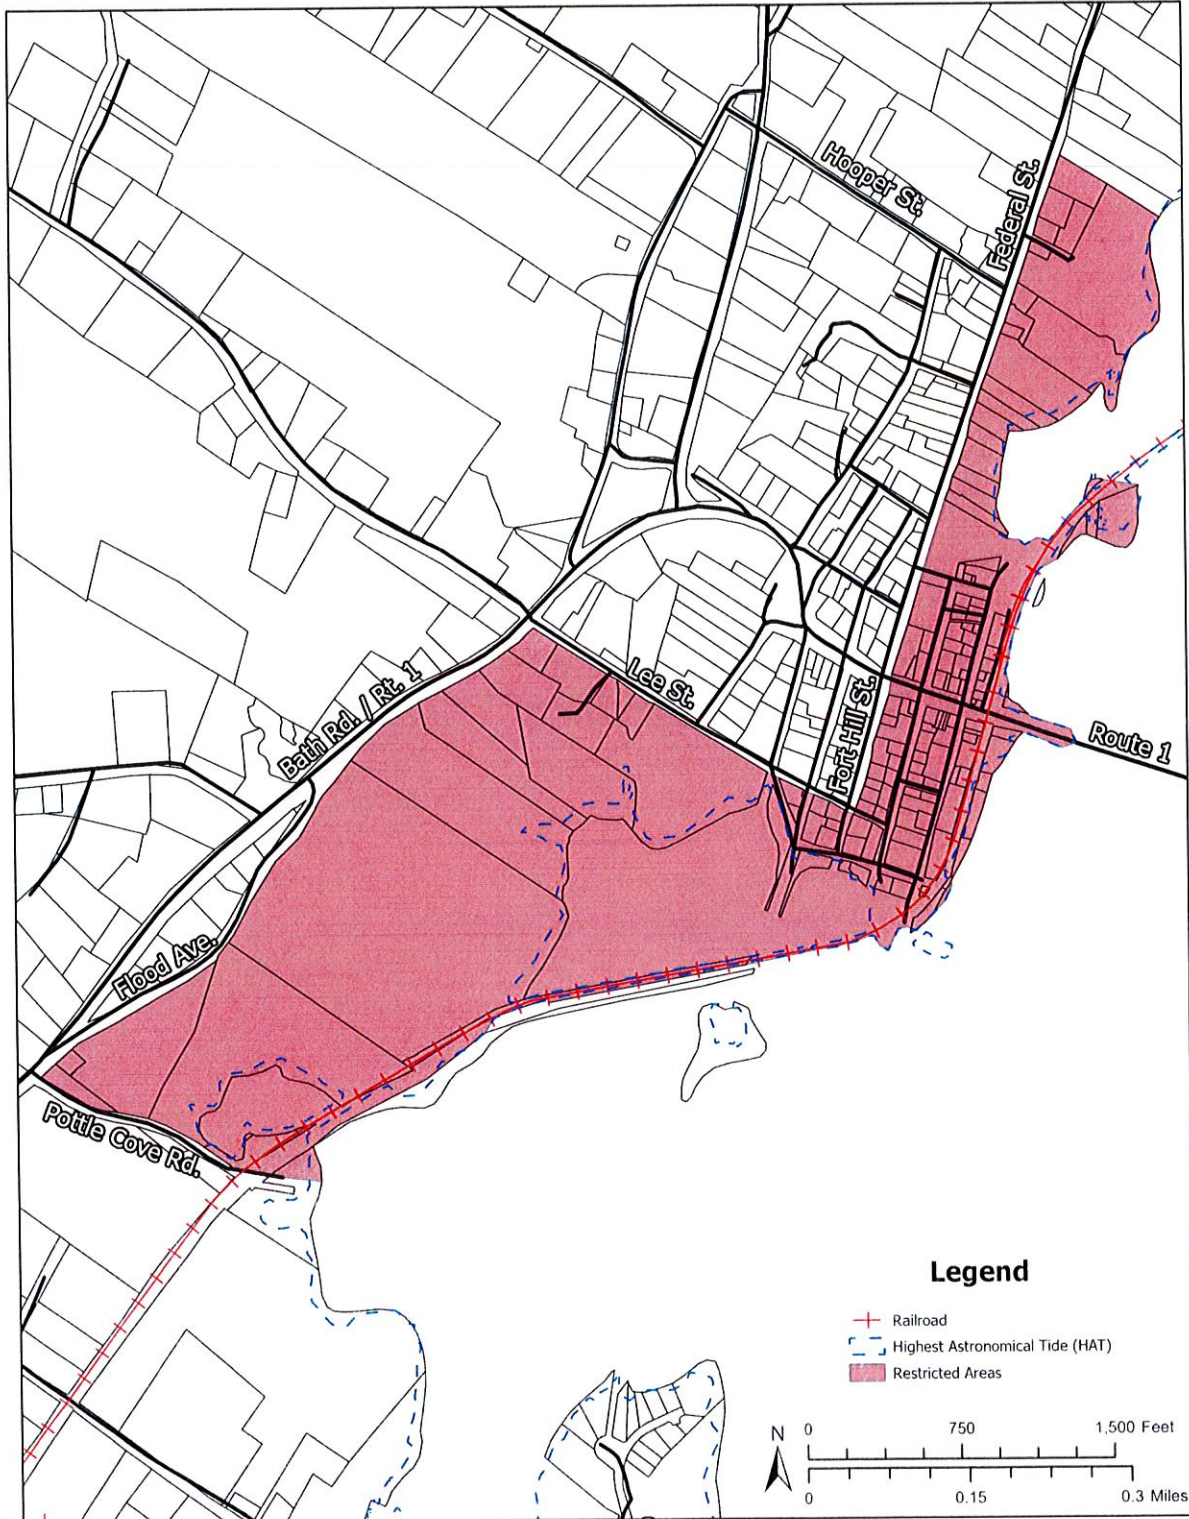 Hooper St.
Federal St.
Bath Rd. / Rt. 1
Lee St.
Fort Hill St.
Route 1
Flood Ave.
Pottle Cove Rd.
Legend
Railroad
Highest Astronomical Tide (HAT)
Restricted Areas
N
0 750 1,500 Feet
0 0.15 0.3 Miles